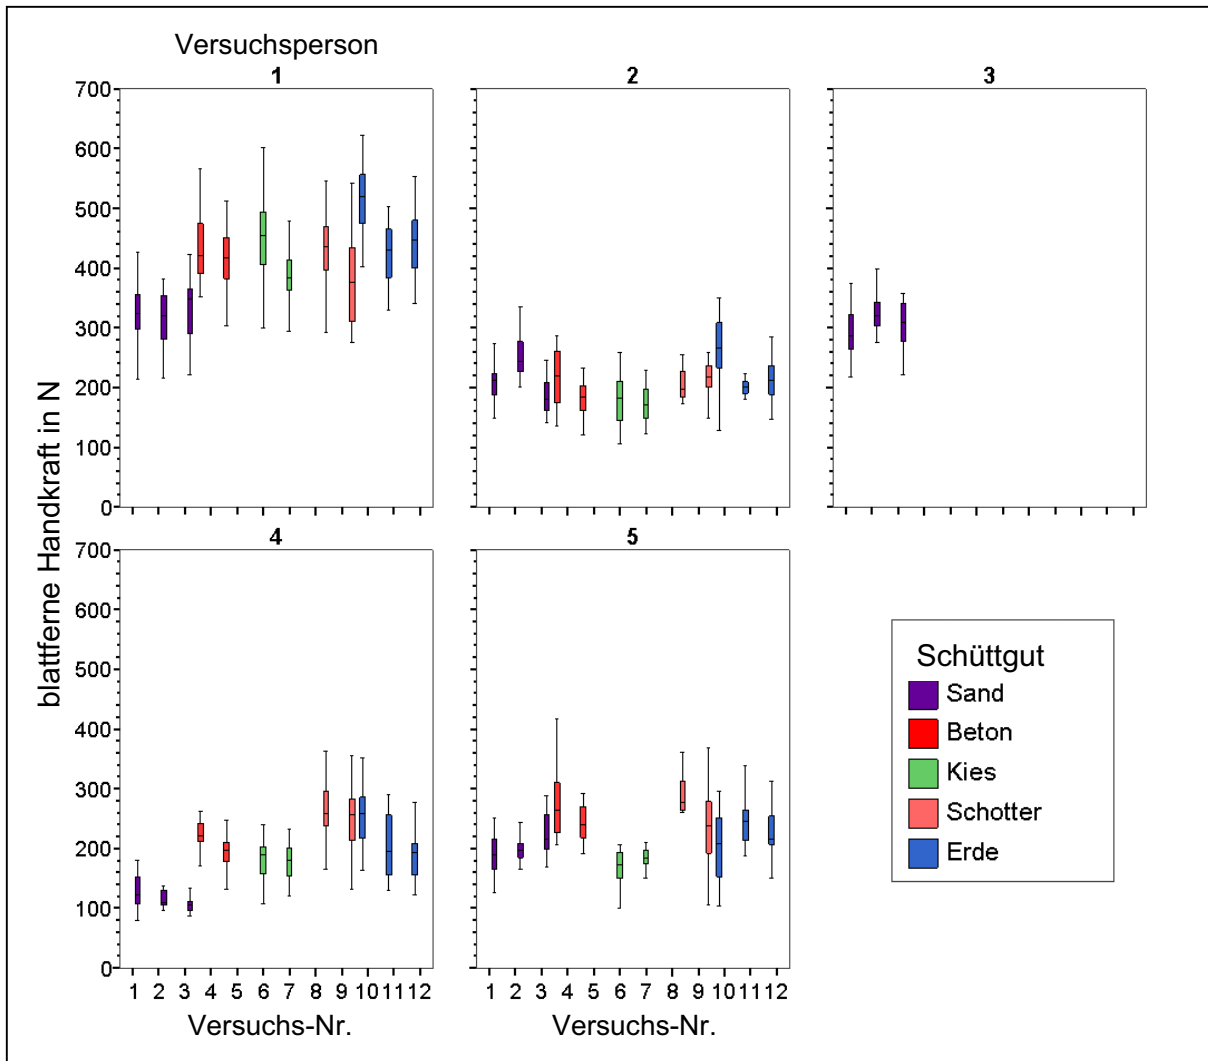 Versuchsperson
1
2
3
700
600
500
400
300
200
100
0
blattferne Handkraft in N
4
5
700
600
500
400
300
200
100
0
1 2 3 4 5 6 7 8 9 10 11 12
1 2 3 4 5 6 7 8 9 10 11 12
Versuchs-Nr.
Versuchs-Nr.
Schüttgut
Sand
Beton
Kies
Schotter
Erde